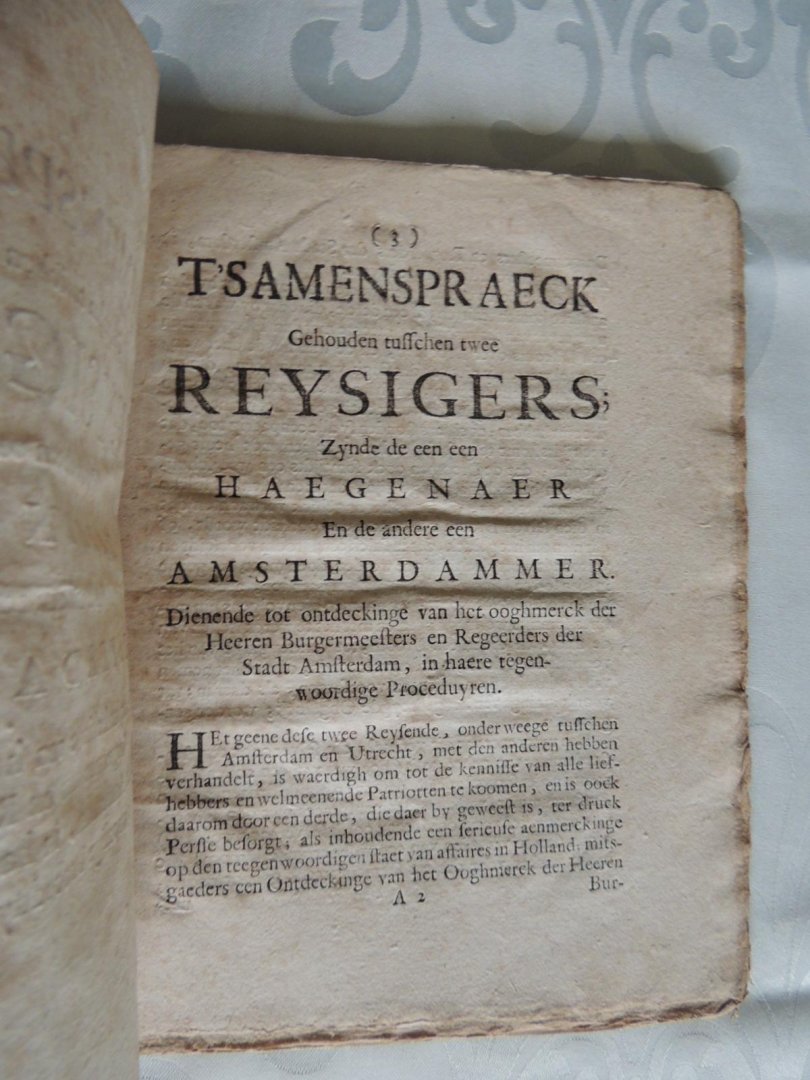 ( 3 )
T'SAMENSPRAECK
Gehouden tuſſchen twee
REYSIGERS;
Zynde de een een
HAEGENAER
En de andere een
AMSTERDAMMER.
Dienende tot ontdeckinge van het ooghmerck der
Heeren Burgermeeſters en Regeerders der
Stadt Amſterdam, in haere tegen-
woordige Proceduyren.
HEt geene deſe twee Reyſende, onderweege tuſſchen
Amſterdam en Utrecht, met den anderen hebben
verhandelt, is waerdigh om tot de kenniſſe van alle lief-
hebbers en welmeenende Patriotten te koomen, en is oock
daarom door een derde, die daer by geweeſt is, ter druck
Perſſe beſorgt; als inhoudende een ſerieuſe aenmerckinge
op den teegenwoordigen ſtaet van affaires in Holland; mits-
gaeders een Ontdeckinge van het Ooghmerck der Heeren
A 2 Bur-